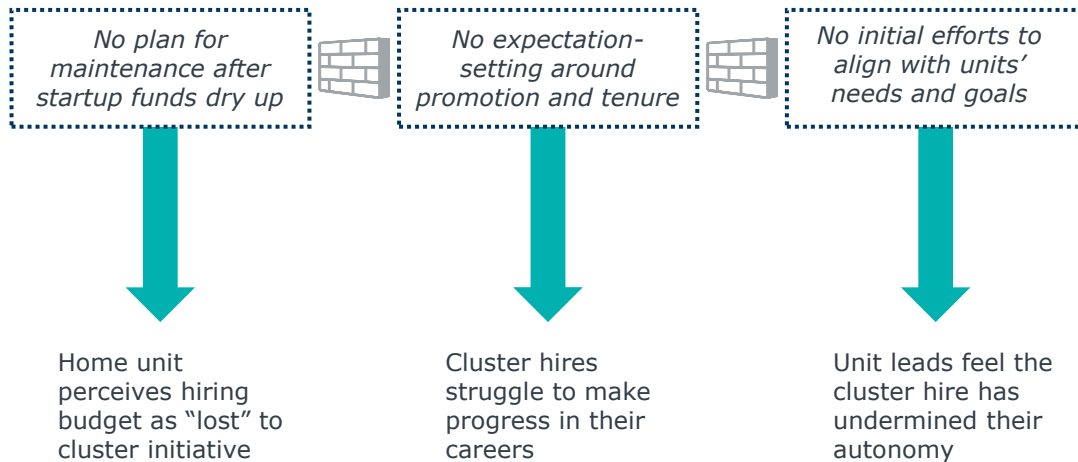 No plan for
maintenance after
startup funds dry up
No expectation-
setting around
promotion and tenure
No initial efforts to
align with units’
needs and goals
Home unit
perceives hiring
budget as “lost” to
cluster initiative
Cluster hires
struggle to make
progress in their
careers
Unit leads feel the
cluster hire has
undermined their
autonomy